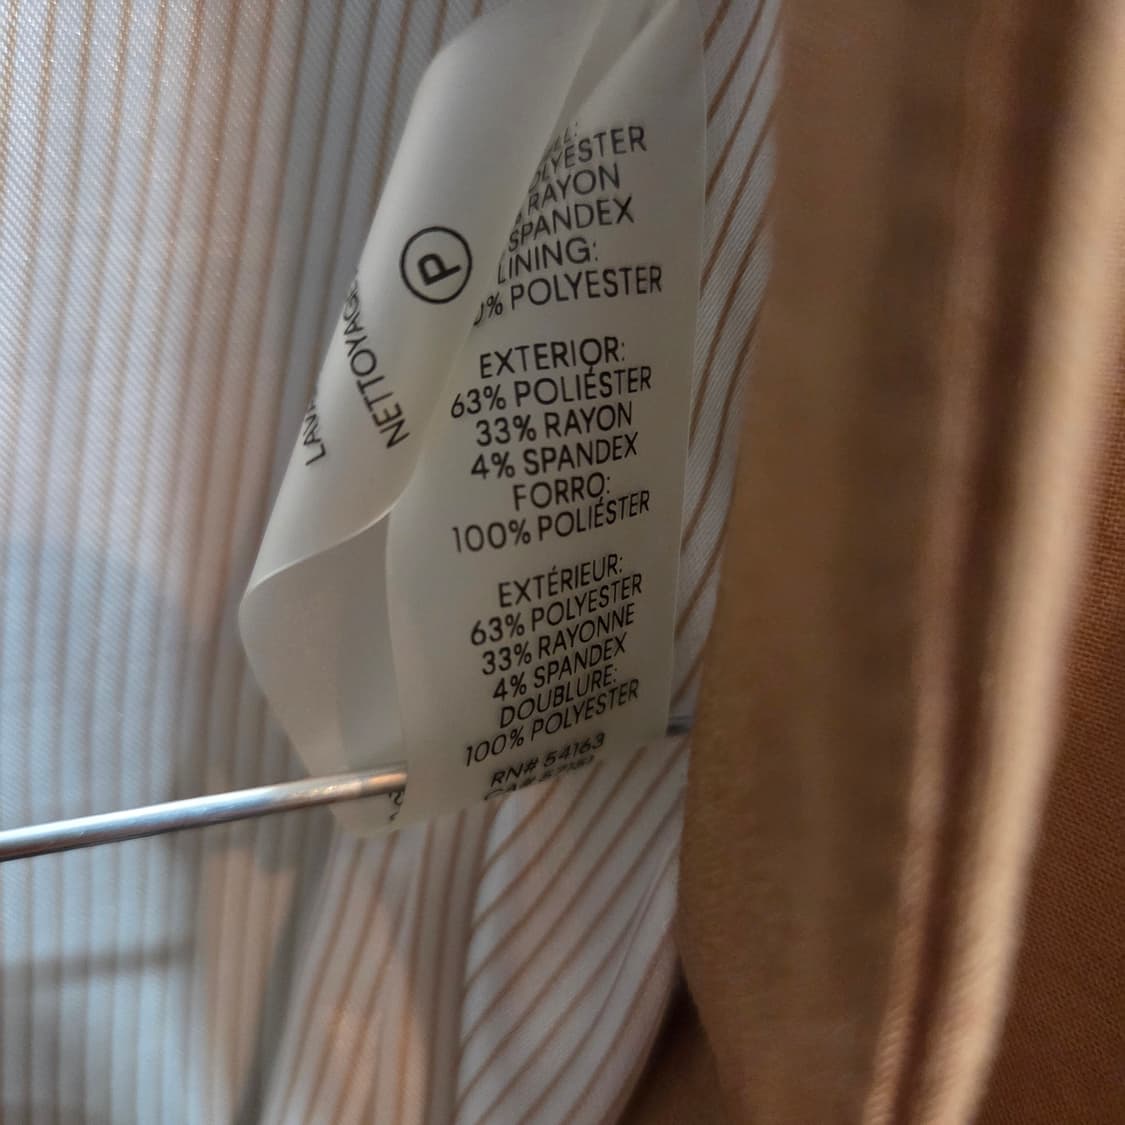 P
NETTOYAGE
POLYESTER
RAYON
SPANDEX
LINING:
% POLYESTER
EXTERIOR:
63% POLIÉSTER
33% RAYON
4% SPANDEX
FORRO:
100% POLIÉSTER
EXTÉRIEUR:
63% POLYESTER
33% RAYONNE
4% SPANDEX
DOUBLURE:
100% POLYESTER
RN# 54163